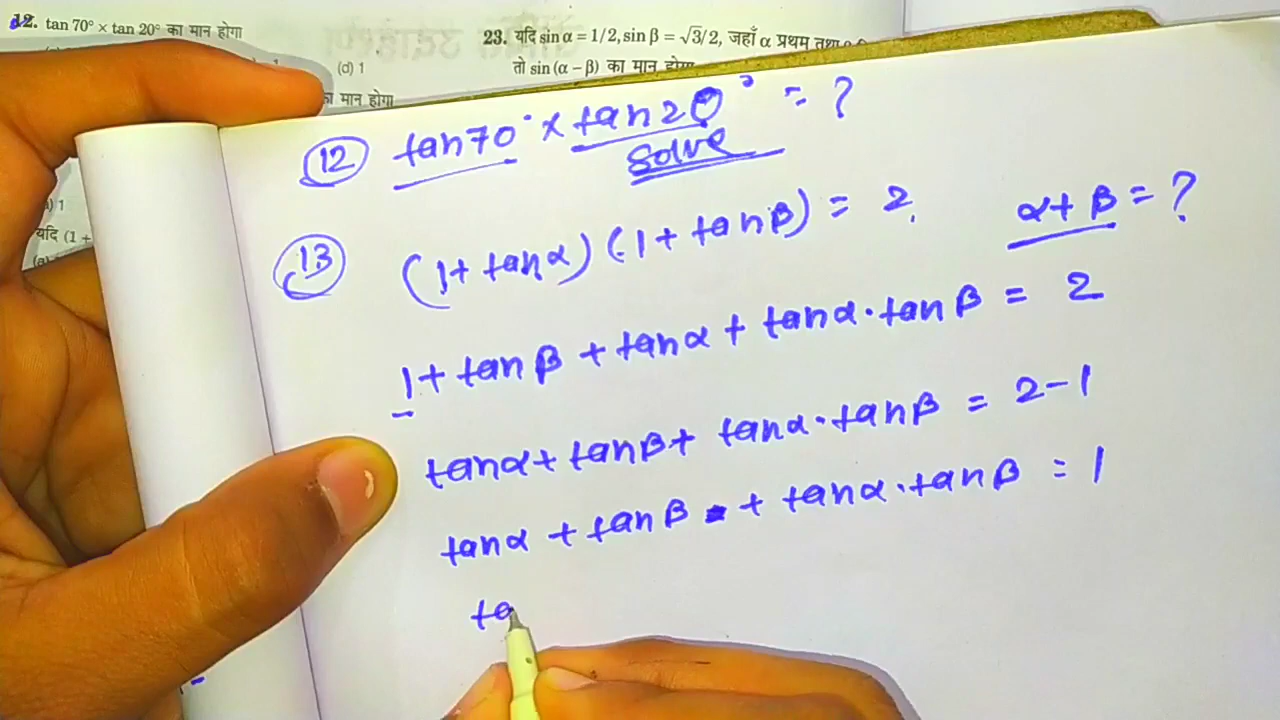 12. tan 70° × tan 20° का मान होगा
(d) 1
का मान होगा
23. यदि sin α = 1/2, sin β = √3/2, जहाँ α प्रथम तथा
तो sin (α – β) का मान होगा
1
यदि (1 +
12 tan70° × tan20° = ?
Solve
13 (1 + tanα) (1 + tanβ) = 2 α + β = ?
1 + tanβ + tanα + tanα·tanβ = 2
tanα + tanβ + tanα·tanβ = 2 - 1
tanα + tanβ + tanα·tanβ = 1
ta